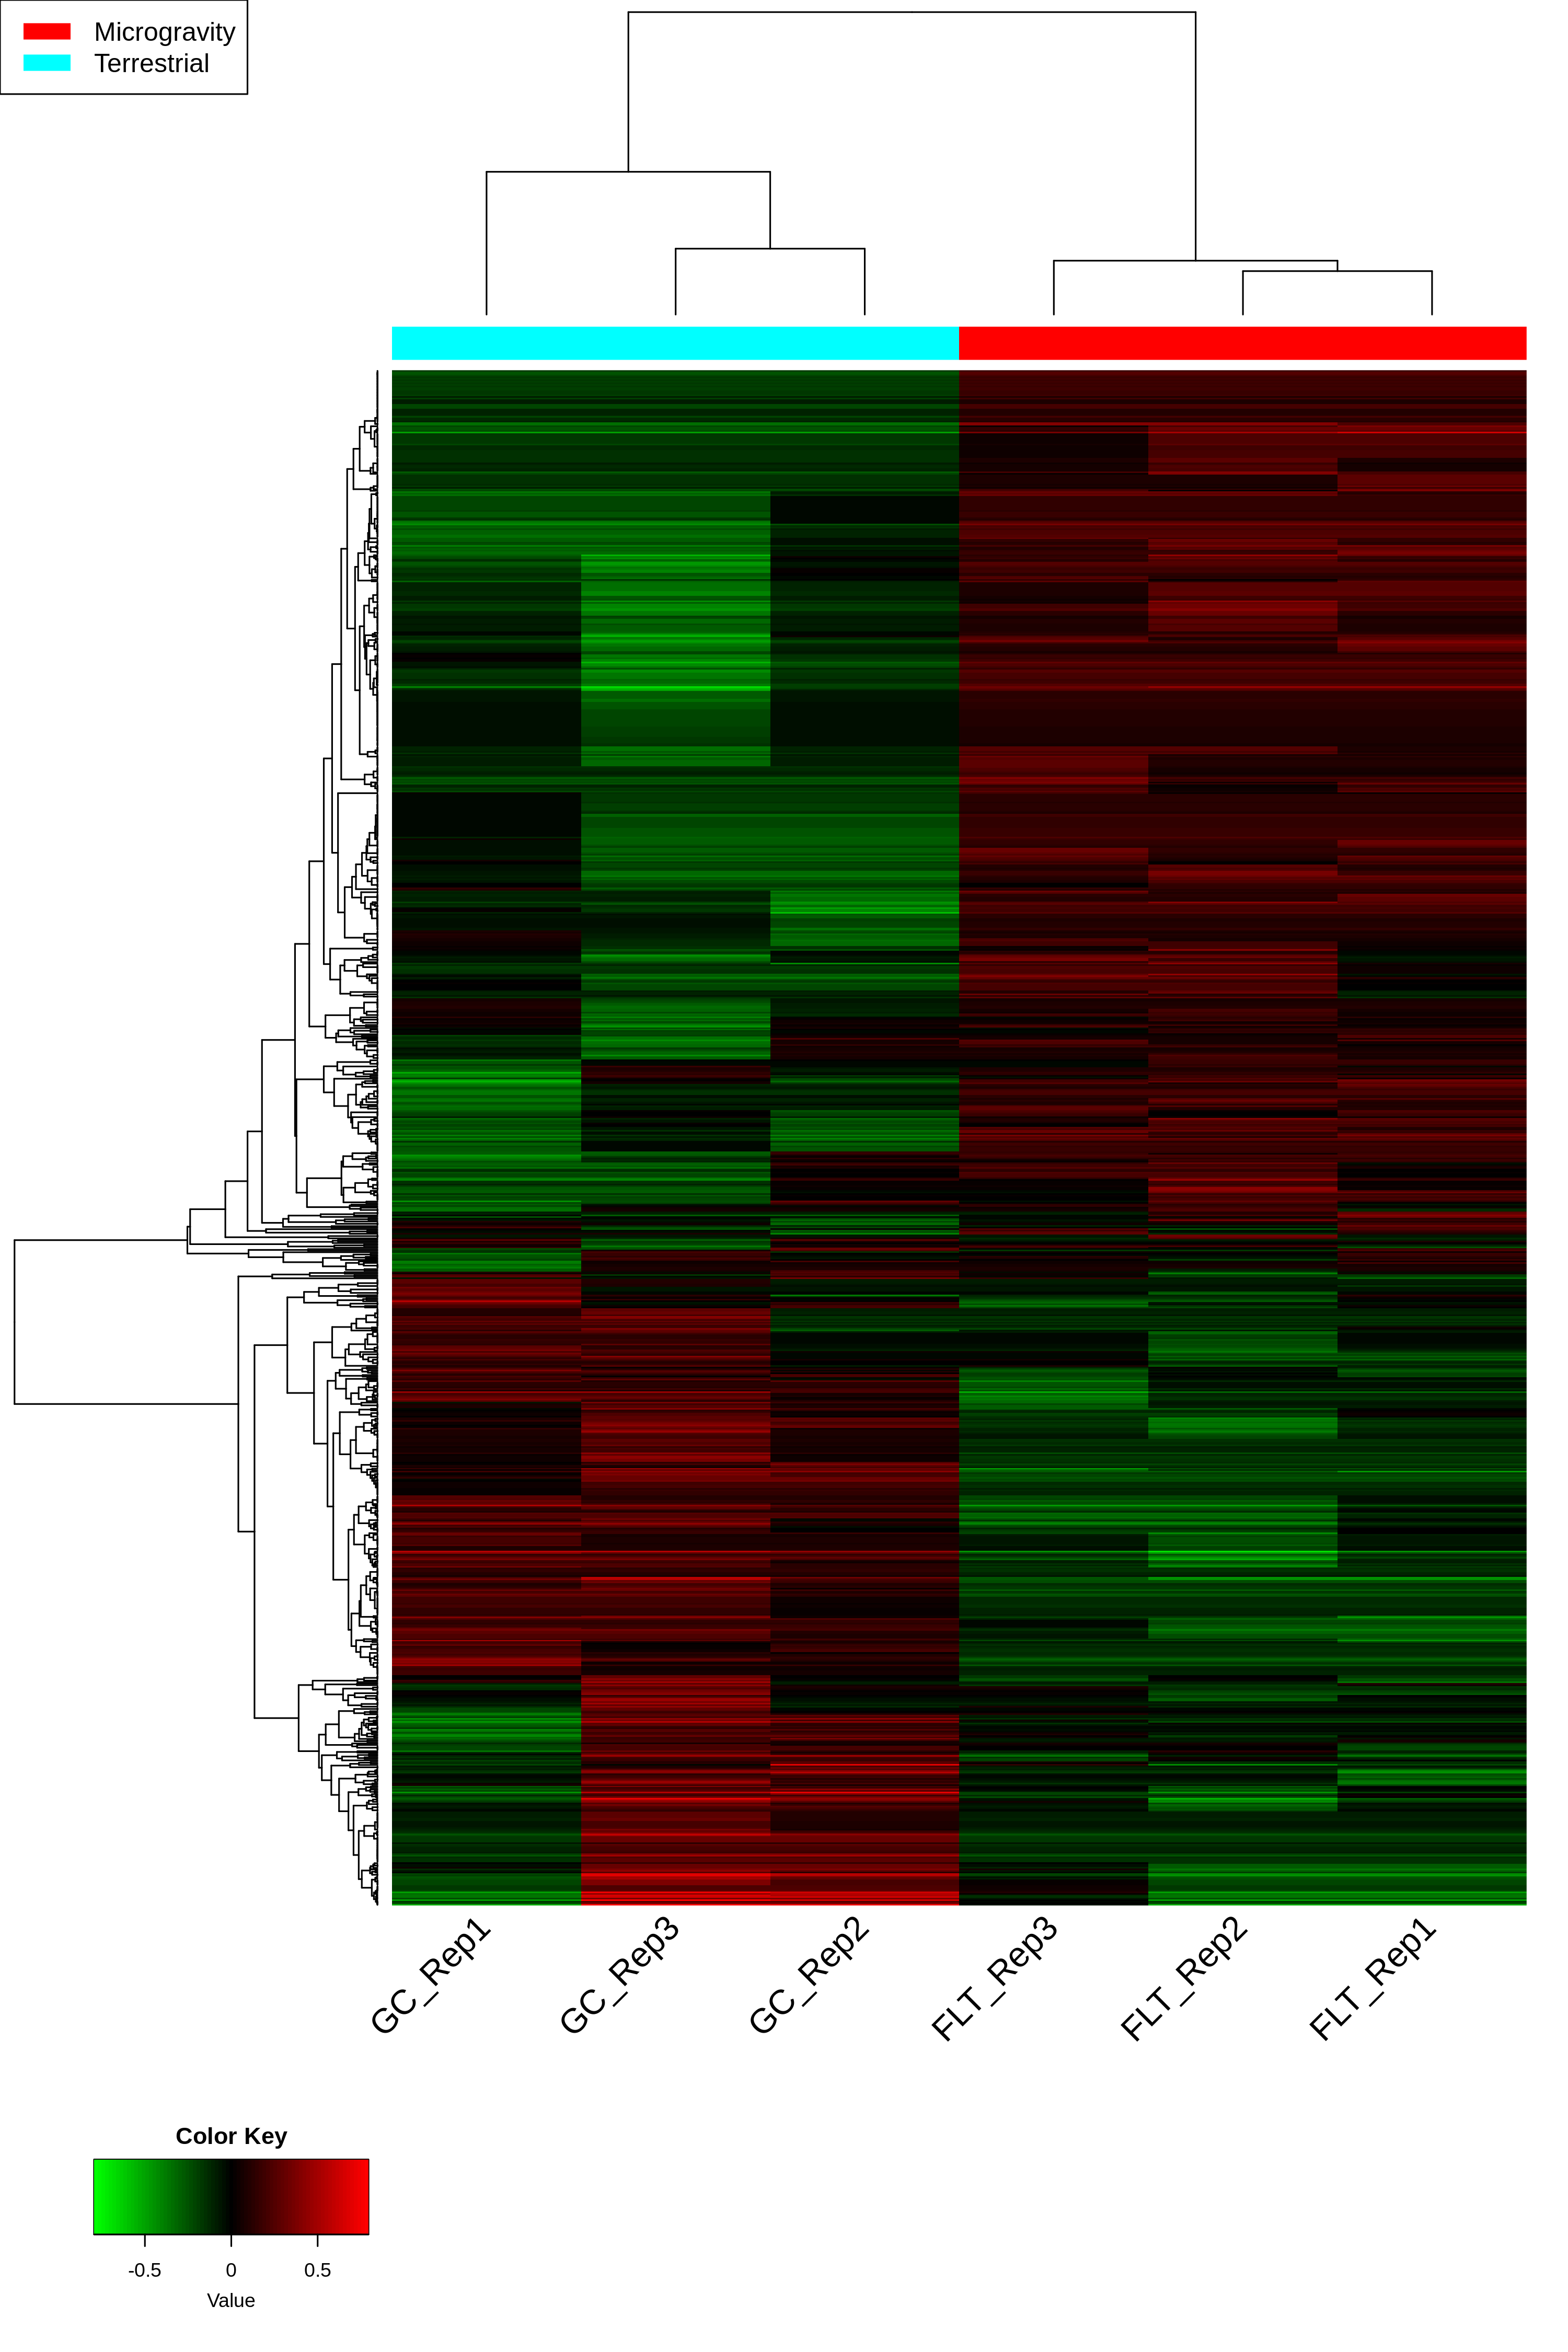 Microgravity
Terrestrial
GC_Rep1
GC_Rep3
GC_Rep2
FLT_Rep3
FLT_Rep2
FLT_Rep1
Color Key
-0.5 0 0.5
Value